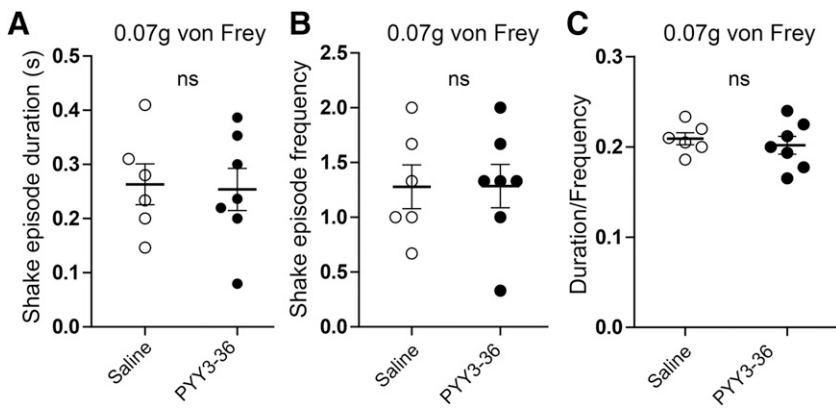 A
0.07g von Frey
ns
Shake episode duration (s)
0.5
0.4
0.3
0.2
0.1
0.0
Saline
PYY3-36
B
0.07g von Frey
ns
Shake episode frequency
2.5
2.0
1.5
1.0
0.5
0.0
Saline
PYY3-36
C
0.07g von Frey
ns
Duration/Frequency
0.3
0.2
0.1
0.0
Saline
PYY3-36